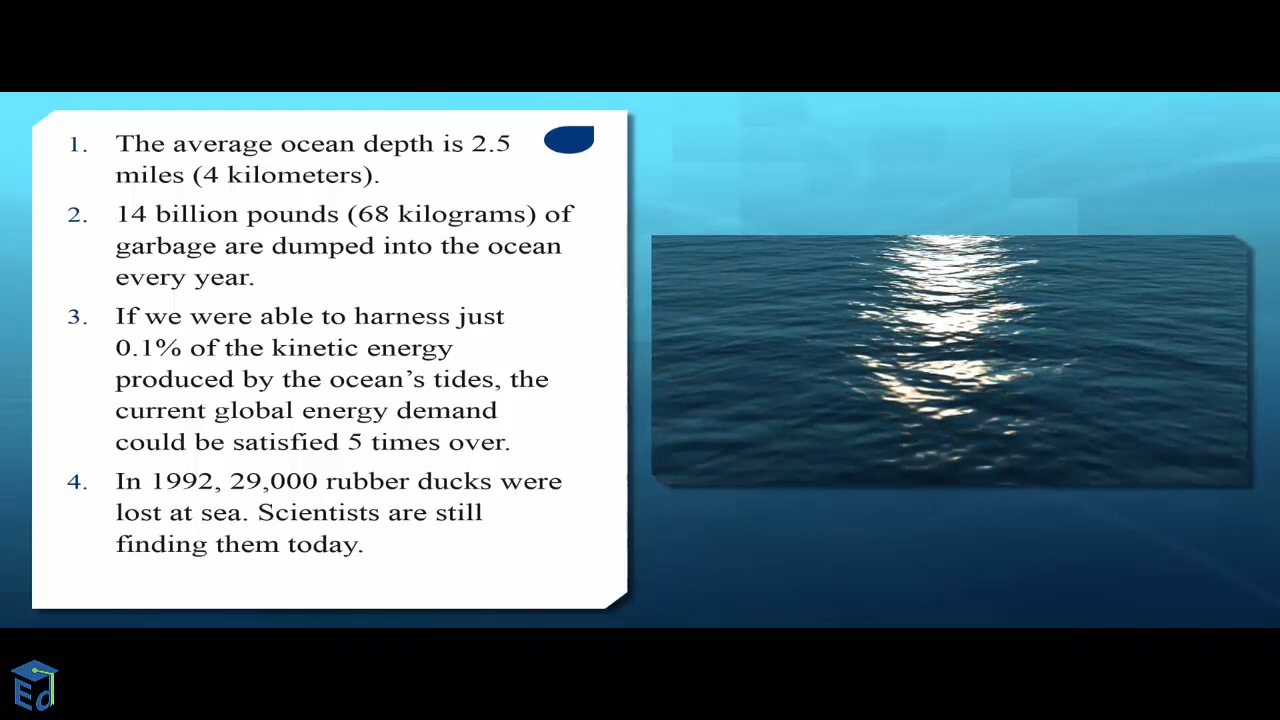 1. The average ocean depth is 2.5
miles (4 kilometers).
2. 14 billion pounds (68 kilograms) of
garbage are dumped into the ocean
every year.
3. If we were able to harness just
0.1% of the kinetic energy
produced by the ocean’s tides, the
current global energy demand
could be satisfied 5 times over.
4. In 1992, 29,000 rubber ducks were
lost at sea. Scientists are still
finding them today.
Ed